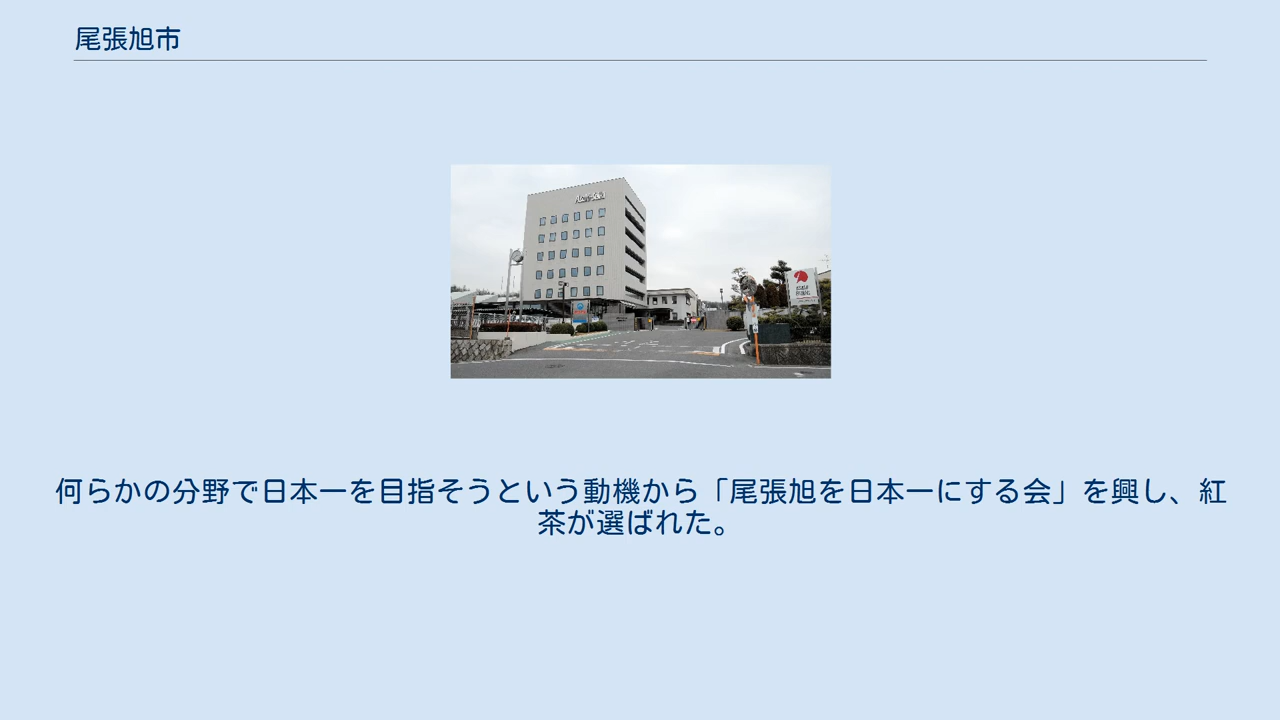 尾張旭市
何らかの分野で日本一を目指そうという動機から「尾張旭を日本一にする会」を興し、紅
茶が選ばれた。